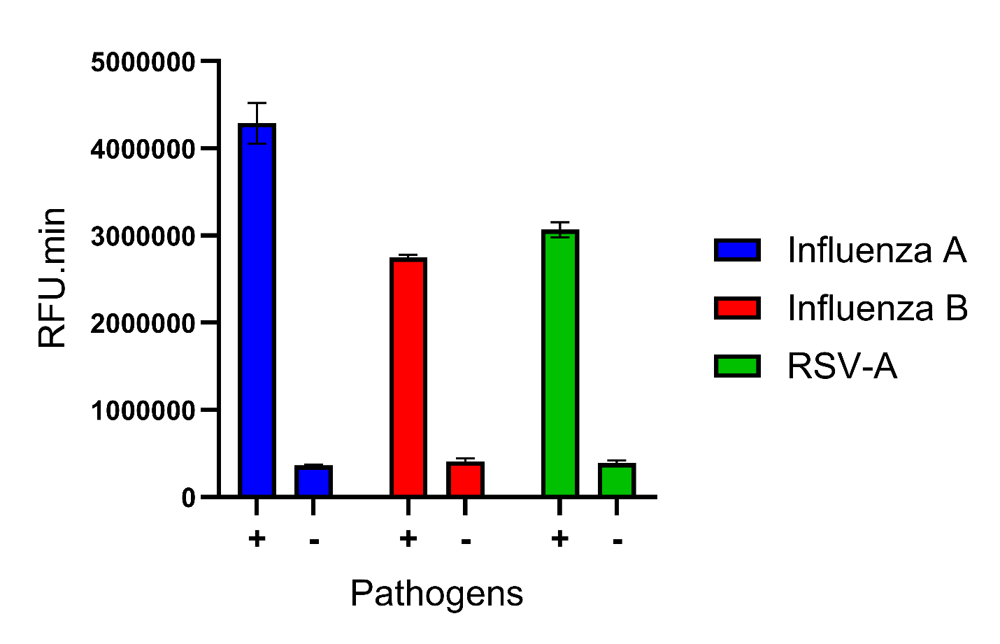 5000000
4000000
3000000
2000000
1000000
0
RFU.min
+ - + - + -
Pathogens
Influenza A
Influenza B
RSV-A